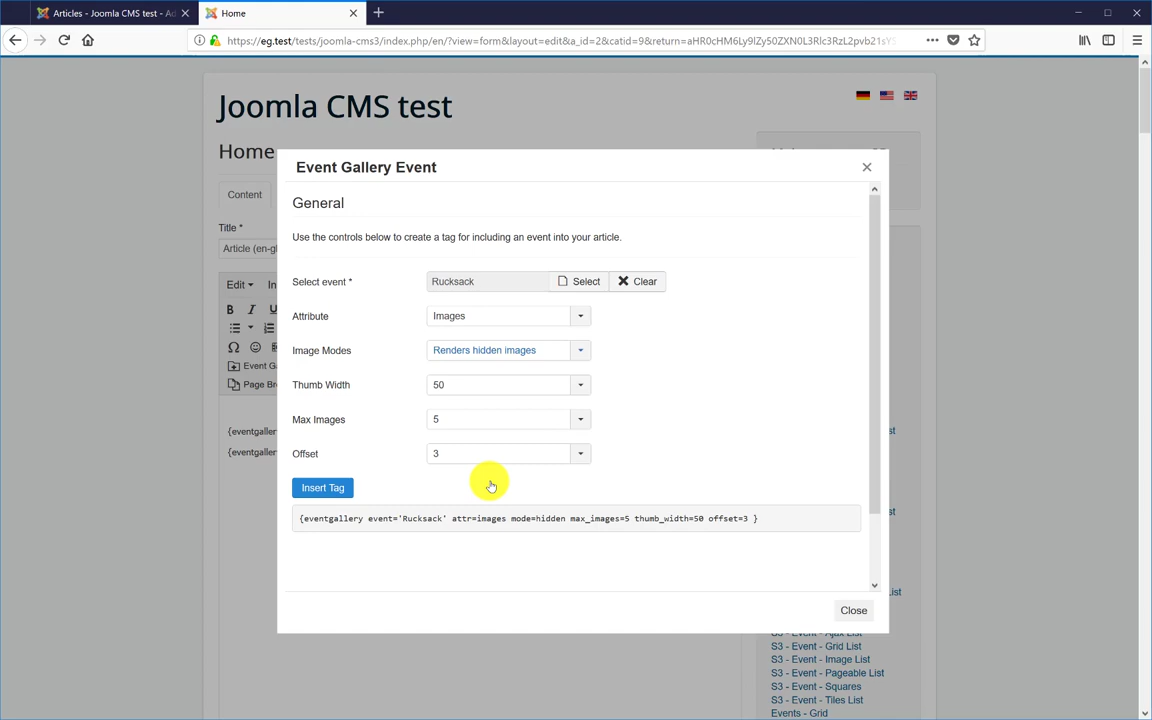 Articles - Joomla CMS test - Ad
Home
https://eg.test/tests/joomla-cms3/index.php/en/?view=form&layout=edit&a_id=2&catid=9&return=
Joomla CMS test
Home
Event Gallery Event
Content
General
Title *
Use the controls below to create a tag for including an event into your article.
Article (en-g
Select event *
Rucksack
Select
Clear
Edit
In
B I U
Attribute
Images
Image Modes
Renders hidden images
Event Ga
Page Br
Thumb Width
50
Max Images
5
{eventgaller
{eventgaller
st
Offset
3
Insert Tag
{eventgallery event='Rucksack' attr=images mode=hidden max_images=5 thumb_width=50 offset=3 }
st
List
Close
S3 - Event - Ajax List
S3 - Event - Grid List
S3 - Event - Image List
S3 - Event - Pageable List
S3 - Event - Squares
S3 - Event - Tiles List
Events - Grid